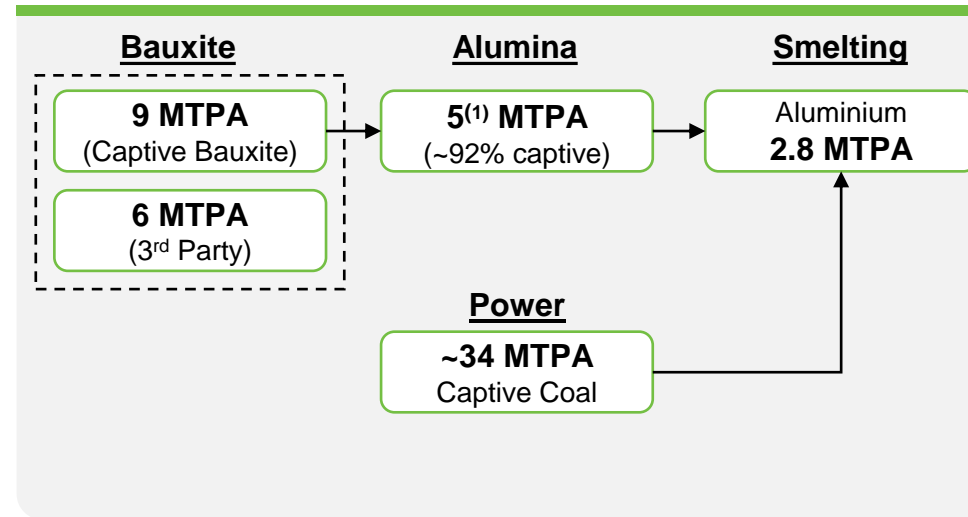 Bauxite
9 MTPA
(Captive Bauxite)
6 MTPA
(3rd Party)
Alumina
5(1) MTPA
(~92% captive)
Smelting
Aluminium
2.8 MTPA
Power
~34 MTPA
Captive Coal